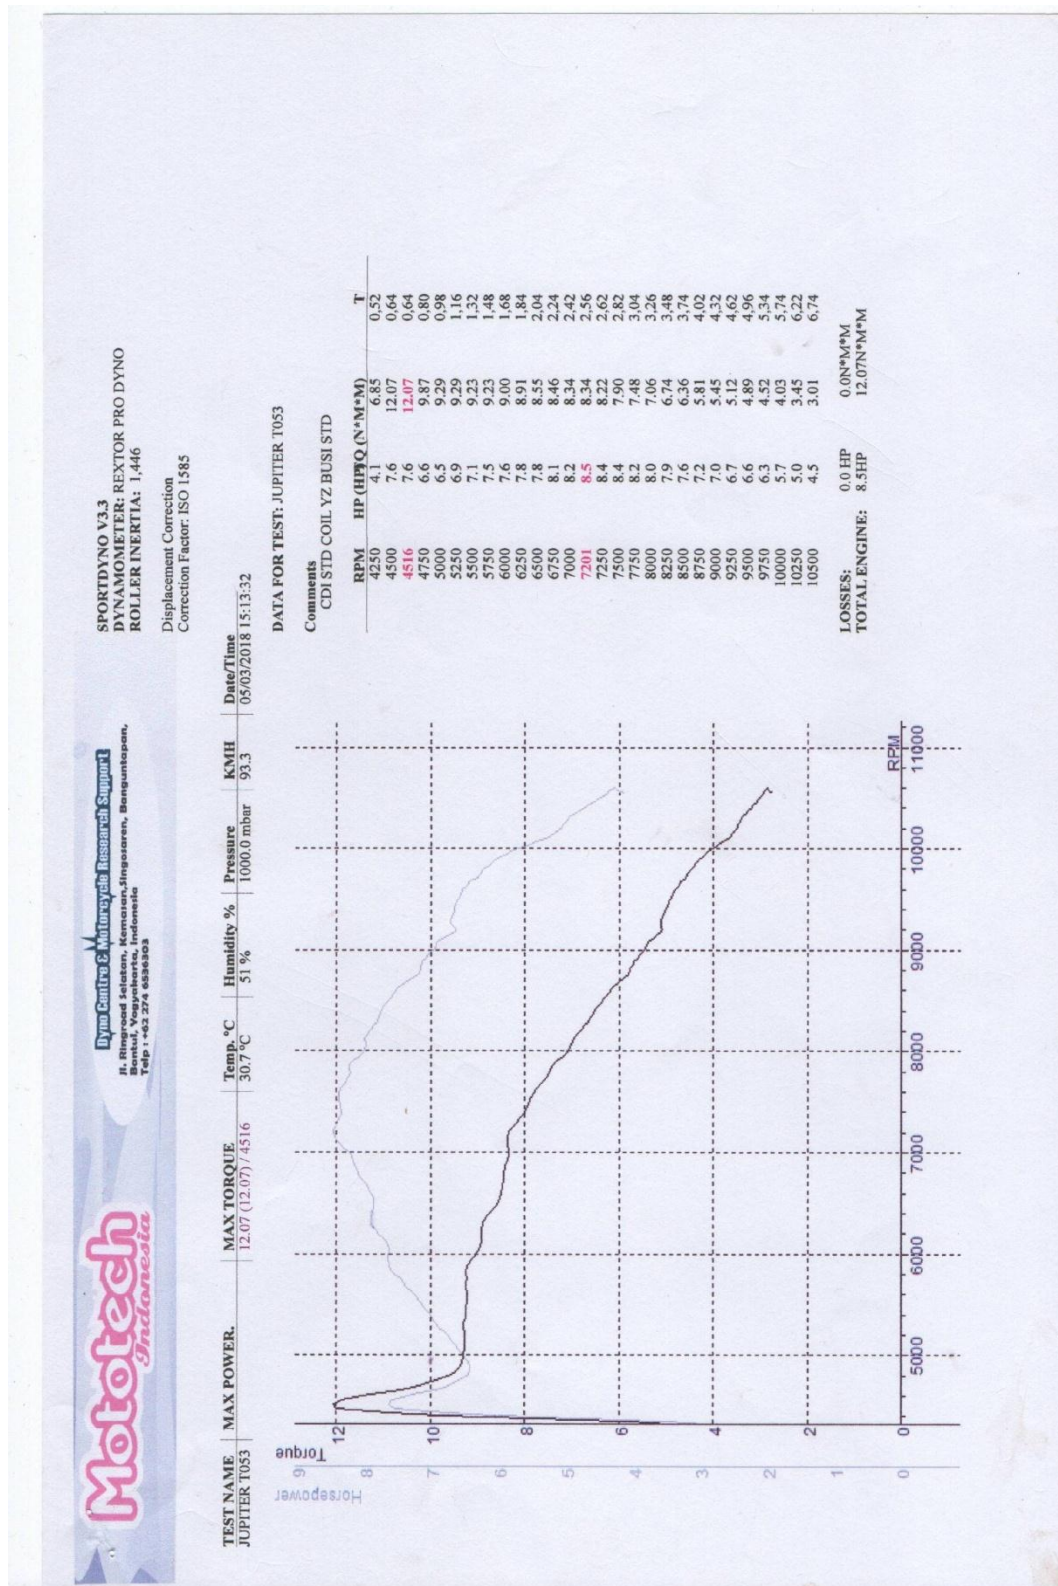 Mototech
Indonesia
Dyno Centre & Motorcycle Research Support
Jl. Ringroad Selatan, Kemasan, Singosaren, Banguntapan,
Bantul, Yogyakarta, Indonesia
Telp : +62 274 6536303
SPORTDYNO V3.3
DYNAMOMETER: REXTOR PRO DYNO
ROLLER INERTIA: 1,446
Displacement Correction
Correction Factor: ISO 1585
TEST NAME MAX POWER. MAX TORQUE Temp. °C Humidity % Pressure KMH Date/Time
JUPITER T053 12.07 (12.07) / 4516 30.7 °C 51 % 1000.0 mbar 93.3 05/03/2018 15:13:32
DATA FOR TEST: JUPITER T053
Comments
CDI STD COIL YZ BUSI STD
RPM HP (HP) TQ (N*M*M) T
4250 4.1 6.85 0,52
4500 7.6 12.07 0,64
4516 7.6 12.07 0,64
4750 6.6 9.87 0,80
5000 6.5 9.29 0,98
5250 6.9 9.29 1,16
5500 7.1 9.23 1,32
5750 7.5 9.23 1,48
6000 7.6 9.00 1,68
6250 7.8 8.91 1,84
6500 7.8 8.55 2,04
6750 8.1 8.46 2,24
7000 8.2 8.34 2,42
7201 8.5 8.34 2,56
7250 8.4 8.22 2,62
7500 8.4 7.90 2,82
7750 8.2 7.48 3,04
8000 8.0 7.06 3,26
8250 7.9 6.74 3,48
8500 7.6 6.36 3,74
8750 7.2 5.81 4,02
9000 7.0 5.45 4,32
9250 6.7 5.12 4,62
9500 6.6 4.89 4,96
9750 6.3 4.52 5,34
10000 5.7 4.03 5,74
10250 5.0 3.45 6,22
10500 4.5 3.01 6,74
LOSSES: 0.0 HP 0.0N*M*M
TOTAL ENGINE: 8.5HP 12.07N*M*M
Horsepower
9
8
7
6
5
4
3
2
1
0
Torque
12
10
8
6
4
2
0
5000 6000 7000 8000 9000 10000 11000
RPM